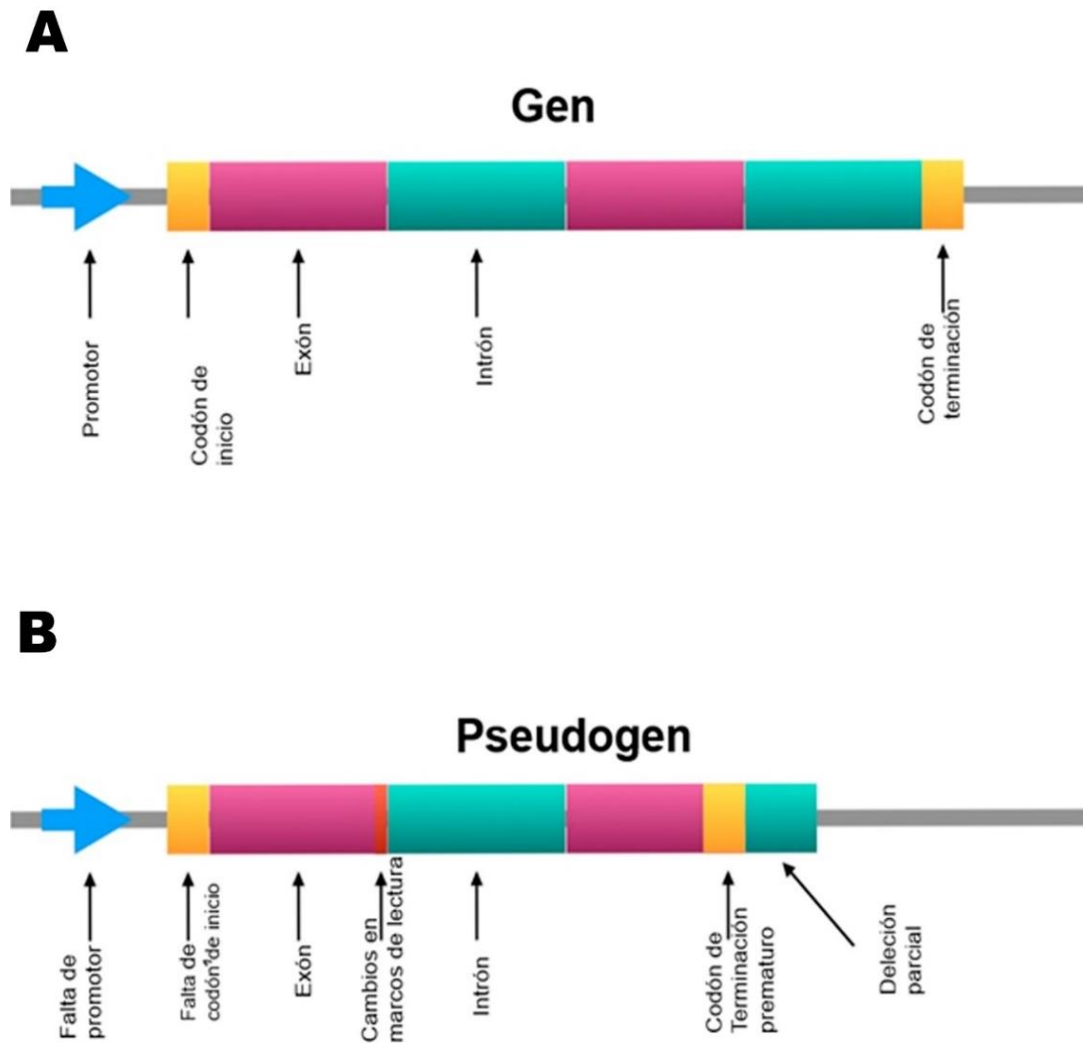 A
Gen
Promotor
Codón de
inicio
Exón
Intrón
Codón de
terminación
B
Pseudogen
Falta de
promotor
Falta de
codón de inicio
Exón
Cambios en
marcos de lectura
Intrón
Codón de
Terminación
prematuro
Deleción
parcial